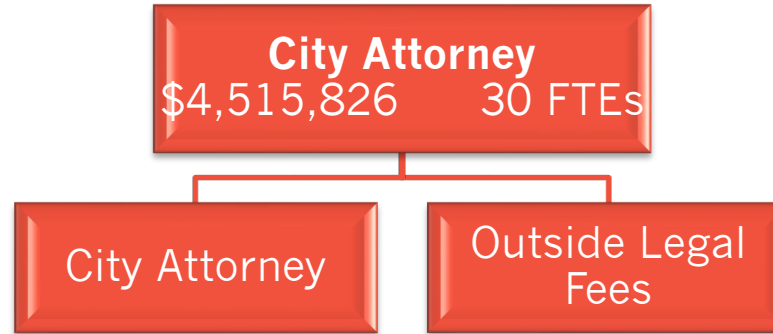 City Attorney
$4,515,826 30 FTEs
City Attorney
Outside Legal
Fees